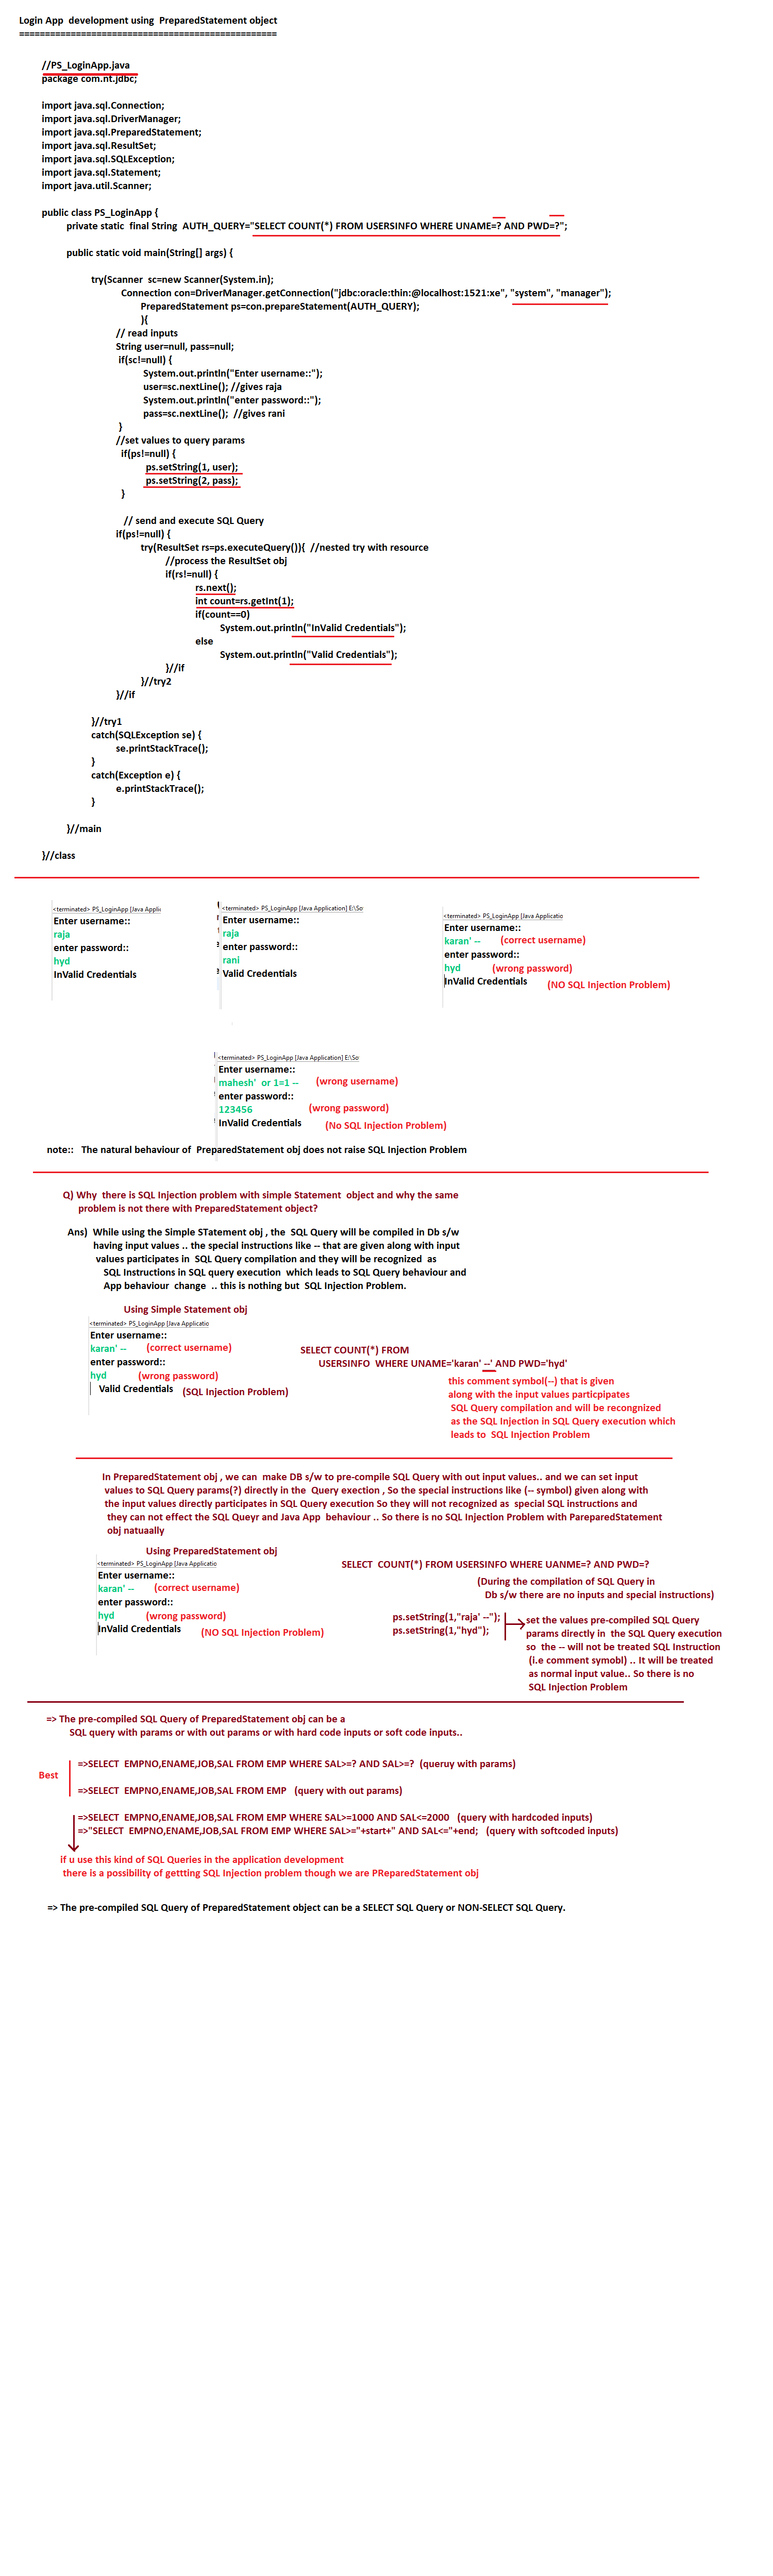 Login App  development using  PreparedStatement object
==================================================
//PS_LoginApp.java
package com.nt.jdbc;
import java.sql.Connection;
import java.sql.DriverManager;
import java.sql.PreparedStatement;
import java.sql.ResultSet;
import java.sql.SQLException;
import java.sql.Statement;
import java.util.Scanner;
public class PS_LoginApp {
private static  final String  AUTH_QUERY="SELECT COUNT(*) FROM USERSINFO WHERE UNAME=? AND PWD=?";
public static void main(String[] args) {
try(Scanner  sc=new Scanner(System.in);
Connection con=DriverManager.getConnection("jdbc:oracle:thin:@localhost:1521:xe", "system", "manager");
PreparedStatement ps=con.prepareStatement(AUTH_QUERY);
){
// read inputs
String user=null, pass=null;
if(sc!=null) {
System.out.println("Enter username::");
user=sc.nextLine(); //gives raja
System.out.println("enter password::");
pass=sc.nextLine();  //gives rani
}
//set values to query params
if(ps!=null) {
ps.setString(1, user);
ps.setString(2, pass);
}
// send and execute SQL Query
if(ps!=null) {
try(ResultSet rs=ps.executeQuery()){  //nested try with resource
//process the ResultSet obj
if(rs!=null) {
rs.next();
int count=rs.getInt(1);
if(count==0)
System.out.println("InValid Credentials");
else
System.out.println("Valid Credentials");
}//if
}//try2
}//if
}//try1
catch(SQLException se) {
se.printStackTrace();
}
catch(Exception e) {
e.printStackTrace();
}
}//main
}//class
<terminated> PS_LoginApp [Java Appli
Enter username::
raja
enter password::
hyd
InValid Credentials
<terminated> PS_LoginApp [Java Application] E:\So
Enter username::
raja
enter password::
rani
Valid Credentials
<terminated> PS_LoginApp [Java Applicatio
Enter username::
karan' --    (correct username)
enter password::
hyd    (wrong password)
InValid Credentials    (NO SQL Injection Problem)
<terminated> PS_LoginApp [Java Application] E:\So
Enter username::
mahesh'  or 1=1 --    (wrong username)
enter password::
123456    (wrong password)
InValid Credentials    (No SQL Injection Problem)
note::   The natural behaviour of  PreparedStatement obj does not raise SQL Injection Problem
Q) Why  there is SQL Injection problem with simple Statement  object and why the same
problem is not there with PreparedStatement object?
Ans)  While using the Simple STatement obj , the  SQL Query will be compiled in Db s/w
having input values .. the special instructions like -- that are given along with input
values participates in  SQL Query compilation and they will be recognized  as
SQL Instructions in SQL query execution  which leads to SQL Query behaviour and
App behaviour  change  .. this is nothing but  SQL Injection Problem.
Using Simple Statement obj
<terminated> PS_LoginApp [Java Applicatio
Enter username::
karan' --    (correct username)
enter password::
hyd    (wrong password)
Valid Credentials    (SQL Injection Problem)
SELECT COUNT(*) FROM
USERSINFO  WHERE UNAME='karan' --' AND PWD='hyd'
this comment symbol(--) that is given
along with the input values particpipates
SQL Query compilation and will be recongnized
as the SQL Injection in SQL Query execution which
leads to  SQL Injection Problem
In PreparedStatement obj , we can  make DB s/w to pre-compile SQL Query with out input values.. and we can set input
values to SQL Query params(?) directly in the  Query exection , So the special instructions like (-- symbol) given along with
the input values directly participates in SQL Query execution So they will not recognized as  special SQL instructions and
they can not effect the SQL Queyr and Java App  behaviour .. So there is no SQL Injection Problem with PareparedStatement
obj natuaally
Using PreparedStatement obj
<terminated> PS_LoginApp [Java Applicatio
Enter username::
karan' --    (correct username)
enter password::
hyd    (wrong password)
InValid Credentials    (NO SQL Injection Problem)
SELECT  COUNT(*) FROM USERSINFO WHERE UANME=? AND PWD=?
(During the compilation of SQL Query in
Db s/w there are no inputs and special instructions)
ps.setString(1,"raja' --");
ps.setString(1,"hyd");
set the values pre-compiled SQL Query
params directly in  the SQL Query execution
so  the -- will not be treated SQL Instruction
(i.e comment symobl) .. It will be treated
as normal input value.. So there is no
SQL Injection Problem
=> The pre-compiled SQL Query of PreparedStatement obj can be a
SQL query with params or with out params or with hard code inputs or soft code inputs..
Best
=>SELECT  EMPNO,ENAME,JOB,SAL FROM EMP WHERE SAL>=? AND SAL>=?  (queruy with params)
=>SELECT  EMPNO,ENAME,JOB,SAL FROM EMP   (query with out params)
=>SELECT  EMPNO,ENAME,JOB,SAL FROM EMP WHERE SAL>=1000 AND SAL<=2000   (query with hardcoded inputs)
=>"SELECT  EMPNO,ENAME,JOB,SAL FROM EMP WHERE SAL>="+start+" AND SAL<="+end;   (query with softcoded inputs)
if u use this kind of SQL Queries in the application development
there is a possibility of gettting SQL Injection problem though we are PReparedStatement obj
=> The pre-compiled SQL Query of PreparedStatement object can be a SELECT SQL Query or NON-SELECT SQL Query.